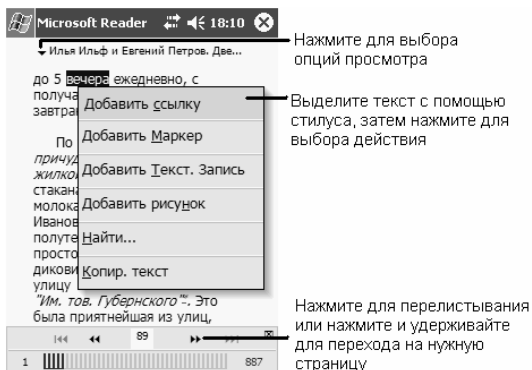 Microsoft Reader 18:10
Илья Ильф и Евгений Петров. Две...
до 5 вечера ежедневно, с
получа
завтра
По
причуд
жилко
стакан
молока
Иванов
полуте
просто
дикови
улицу
"Им. тов. Губернского". Это
была приятнейшая из улиц,
Добавить ссылку
Добавить Маркер
Добавить Текст. Запись
Добавить рисунок
Найти...
Копир. текст
89
1 887
Нажмите для выбора
опций просмотра
Выделите текст с помощью
стилуса, затем нажмите для
выбора действия
Нажмите для перелистывания
или нажмите и удерживайте
для перехода на нужную
страницу